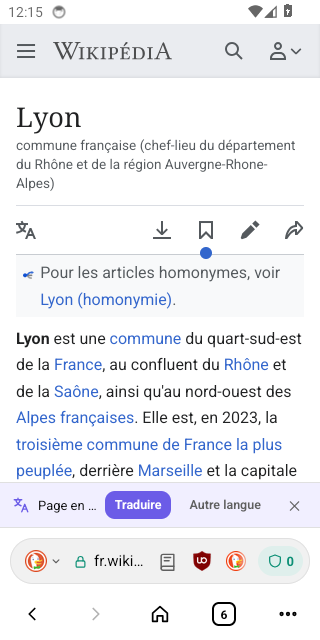 12:15
WIKIPÉDIA
Lyon
commune française (chef-lieu du département
du Rhône et de la région Auvergne-Rhone-
Alpes)
Pour les articles homonymes, voir
Lyon (homonymie).
Lyon est une commune du quart-sud-est
de la France, au confluent du Rhône et
de la Saône, ainsi qu'au nord-ouest des
Alpes françaises. Elle est, en 2023, la
troisième commune de France la plus
peuplée, derrière Marseille et la capitale
Page en ... Traduire Autre langue
fr.wiki... 0
6